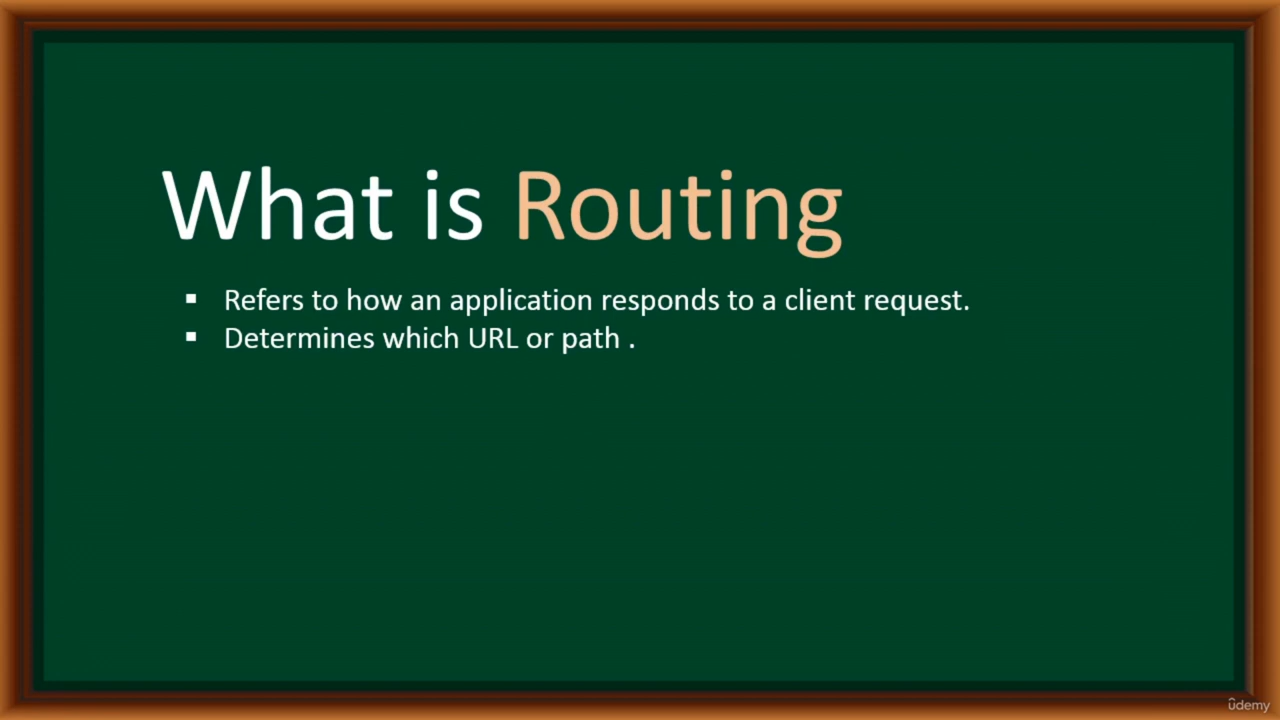 What is Routing
▪ Refers to how an application responds to a client request.
▪ Determines which URL or path .
ûdemy